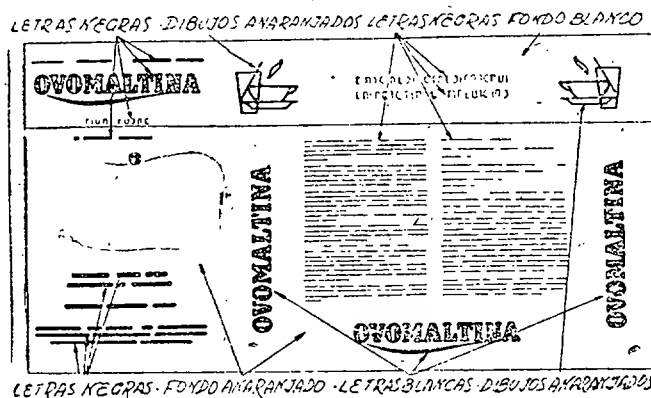 LETRAS NEGRAS - DIBUJOS ANARANJADOS LETRAS NEGRAS FONDO BLANCO
OVOMALTINA
OVOMALTINA
OVOMALTINA
OVOMALTINA
LETRAS NEGRAS - FONDO ANARANJADO - LETRAS BLANCAS - DIBUJOS ANARANJADOS